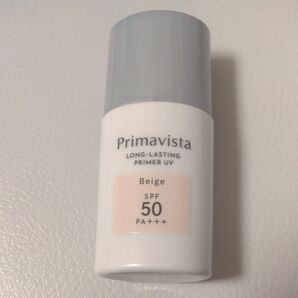 Primavista
LONG-LASTING
PRIMER UV
Beige
SPF
50
PA+++